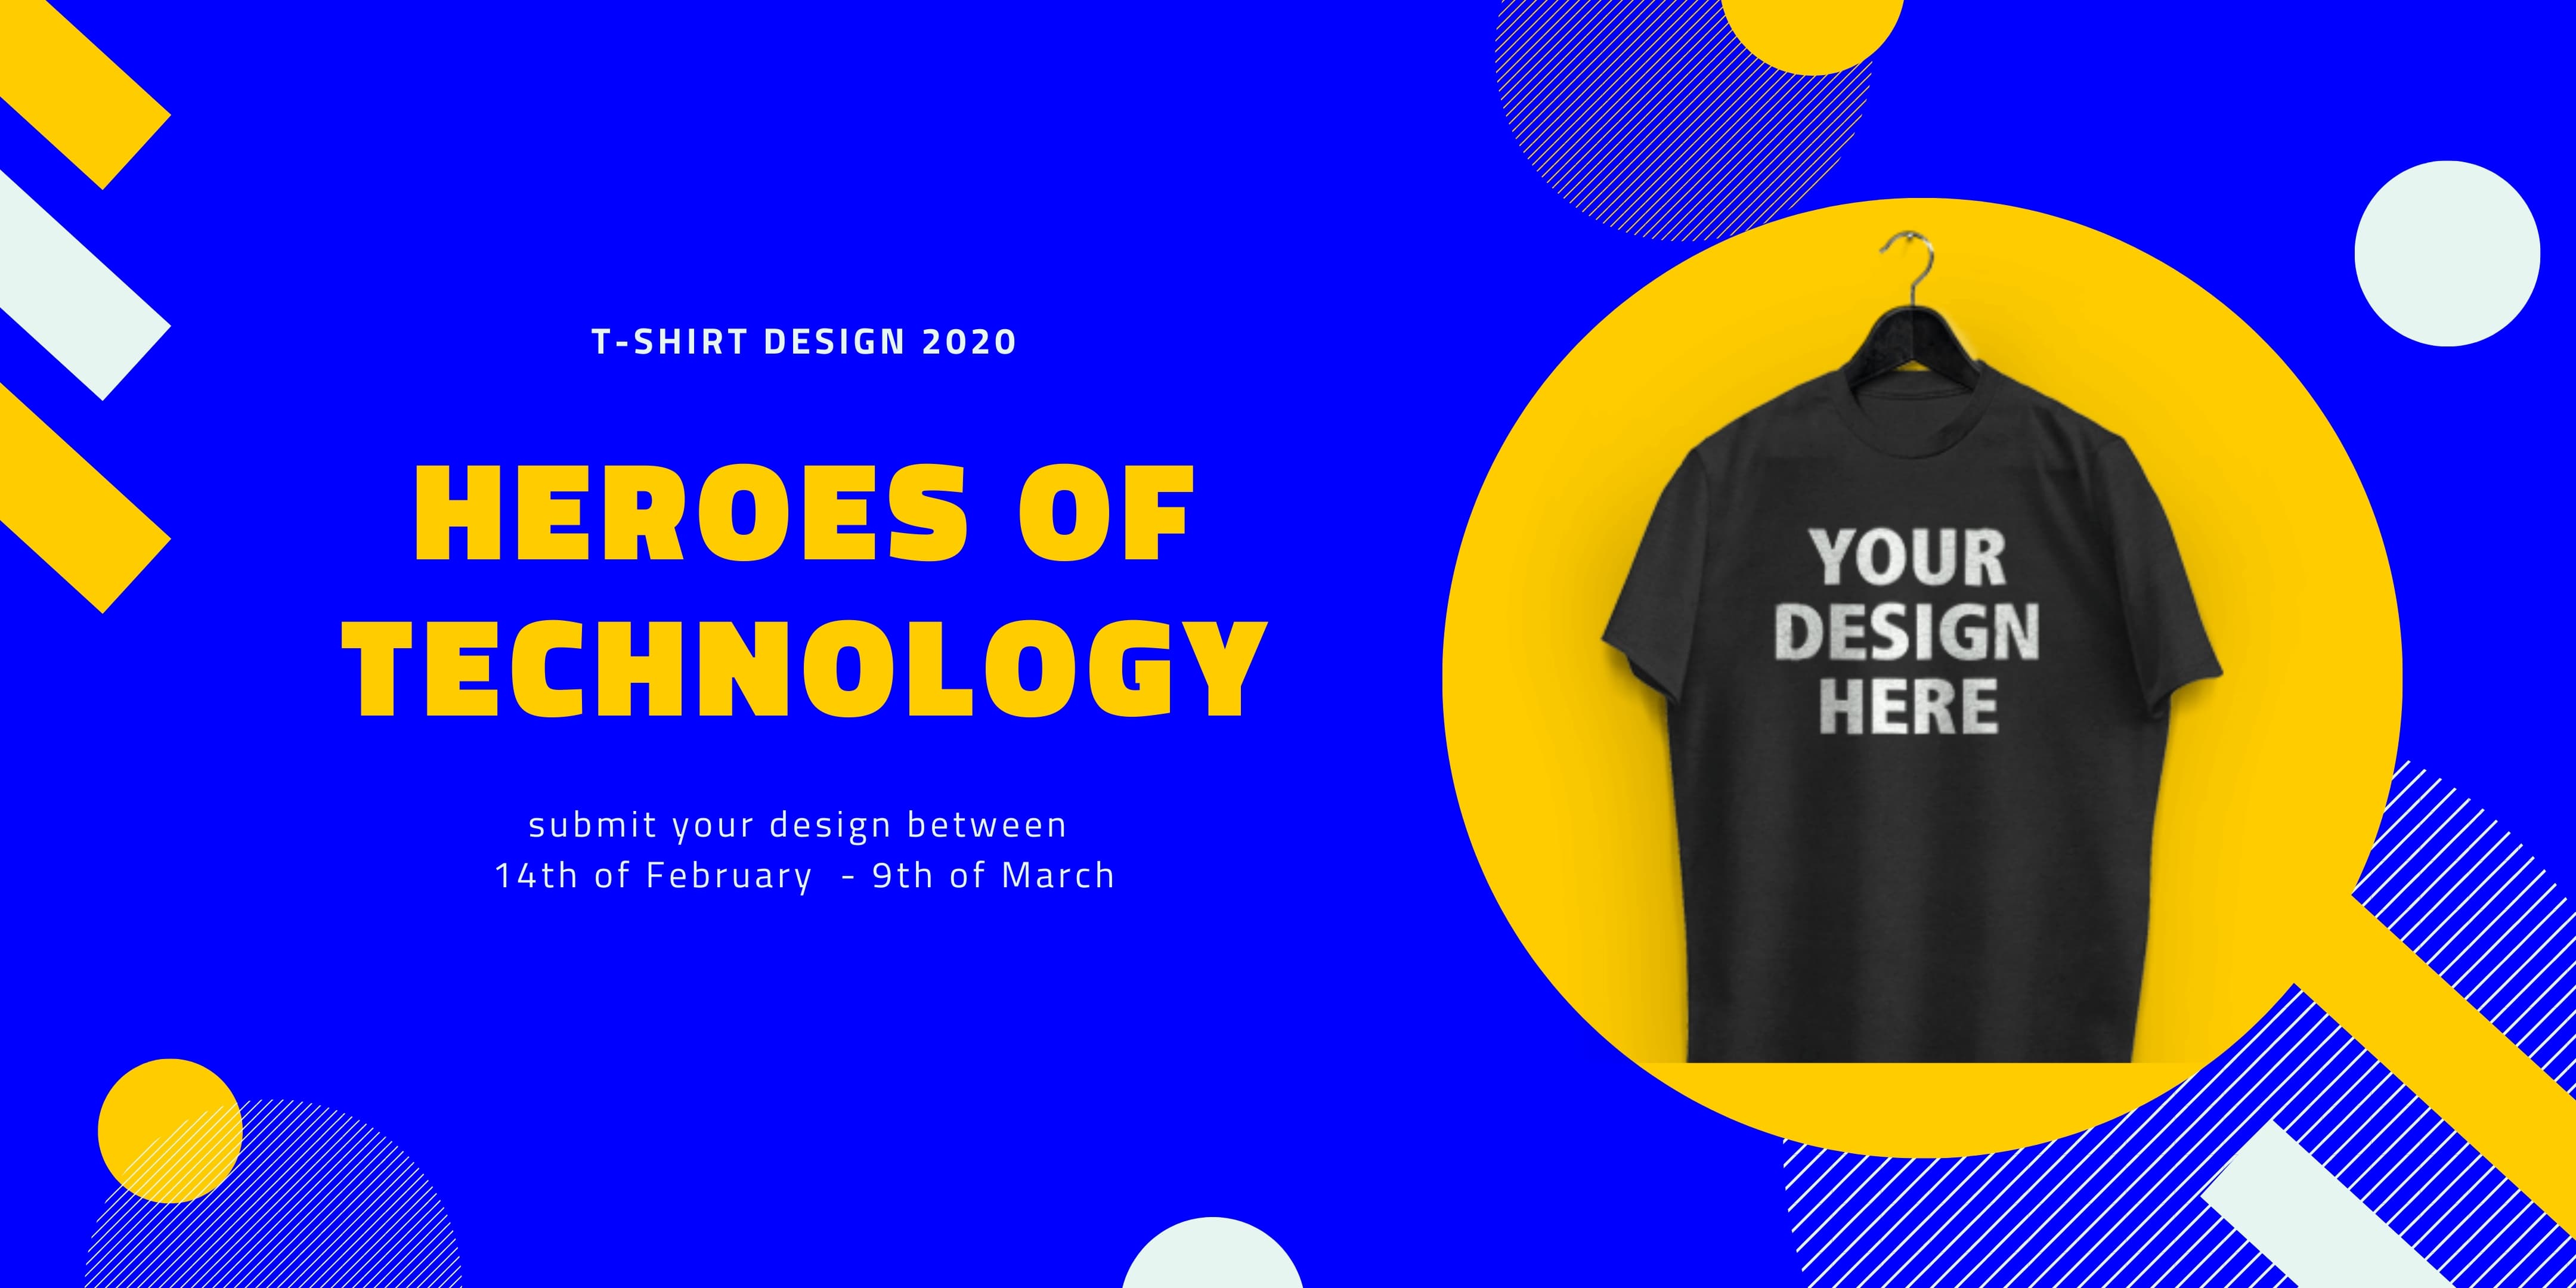 T-SHIRT DESIGN 2020
HEROES OF
TECHNOLOGY
submit your design between
14th of February  - 9th of March
YOUR
DESIGN
HERE